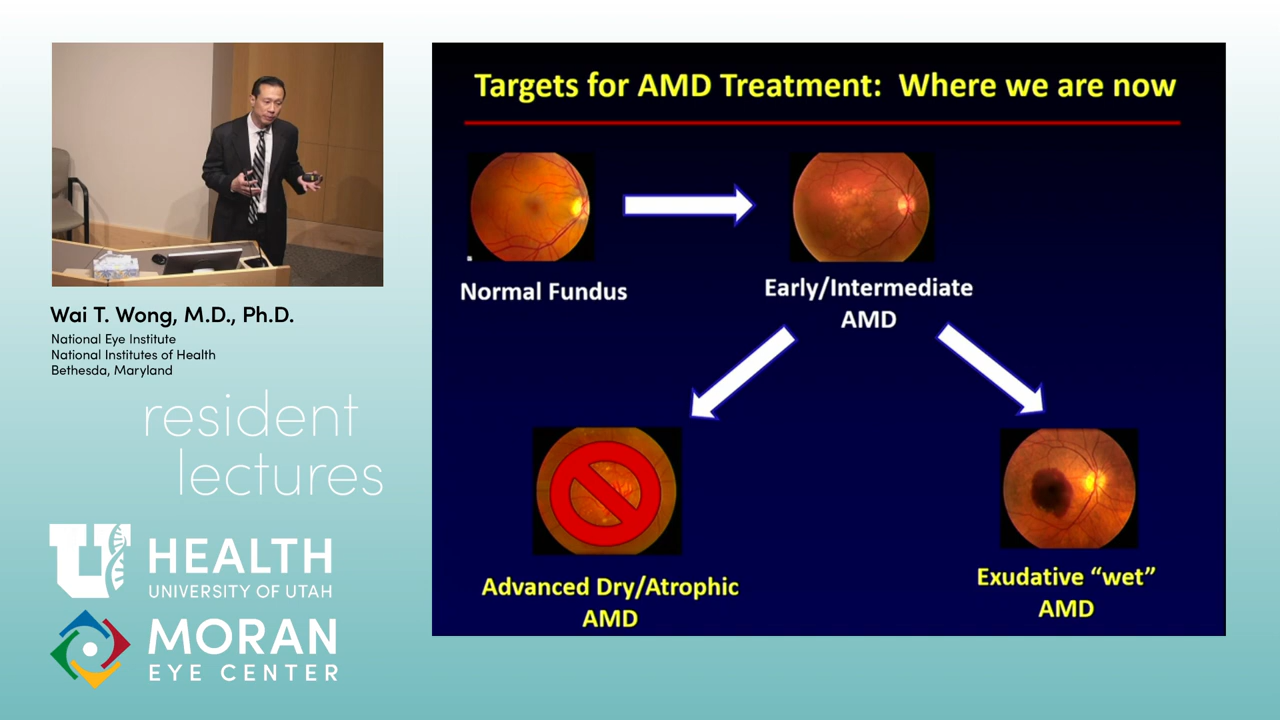 Targets for AMD Treatment: Where we are now
Normal Fundus
Early/Intermediate
AMD
Advanced Dry/Atrophic
AMD
Exudative “wet”
AMD
Wai T. Wong, M.D., Ph.D.
National Eye Institute
National Institutes of Health
Bethesda, Maryland
resident
lectures
U HEALTH
UNIVERSITY OF UTAH
MORAN
EYE CENTER